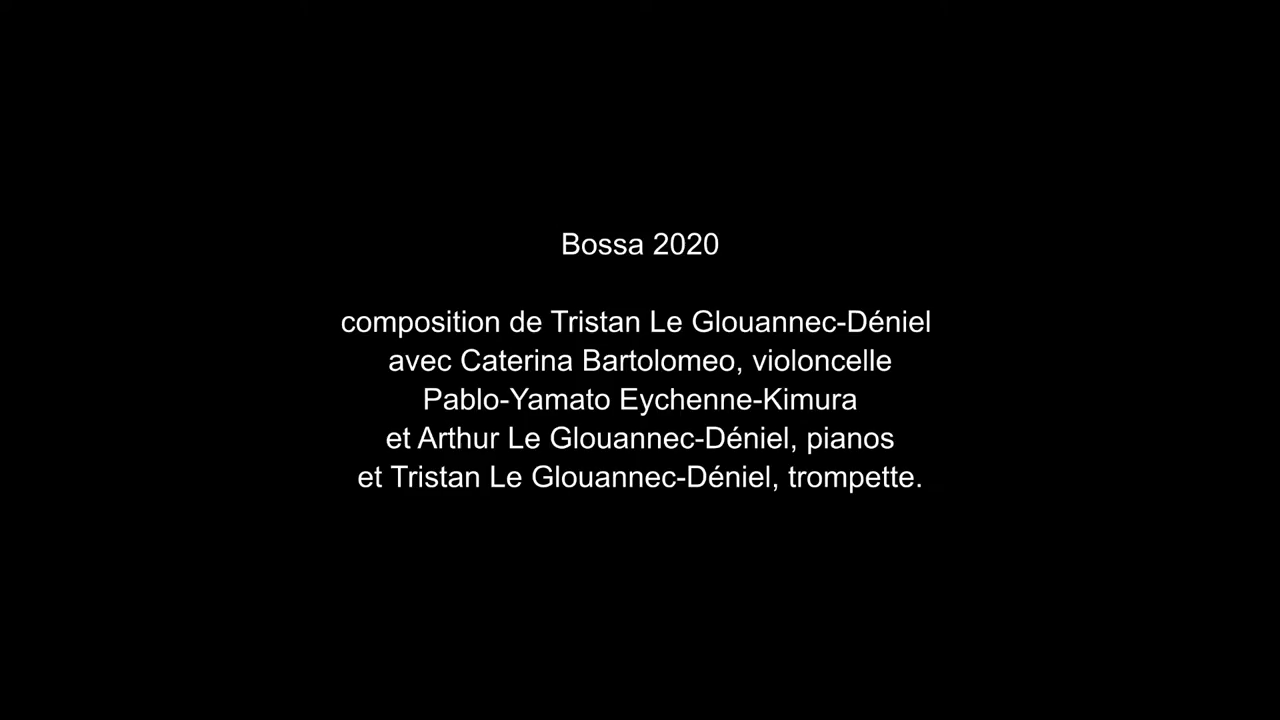 Bossa 2020
composition de Tristan Le Glouannec-Déniel
avec Caterina Bartolomeo, violoncelle
Pablo-Yamato Eychenne-Kimura
et Arthur Le Glouannec-Déniel, pianos
et Tristan Le Glouannec-Déniel, trompette.